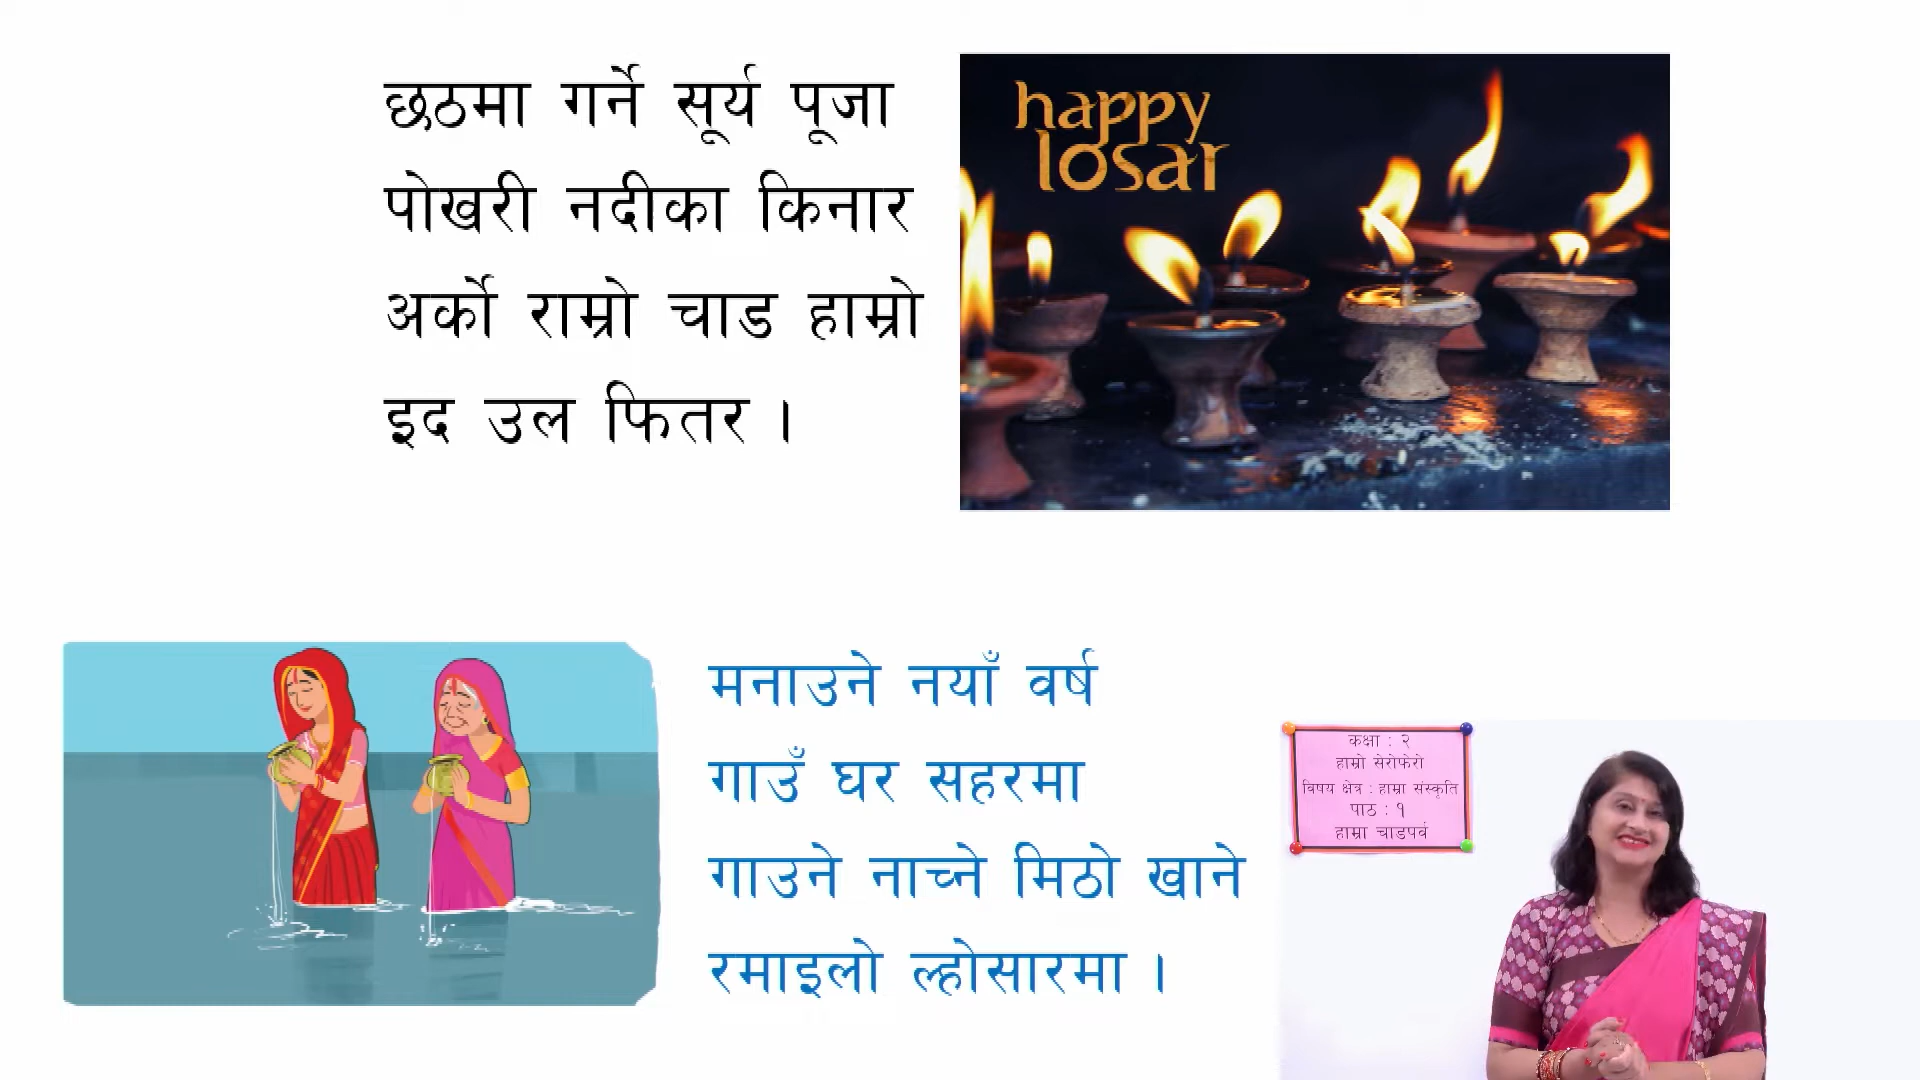 छठमा गर्ने सूर्य पूजा
पोखरी नदीका किनार
अर्को राम्रो चाड हाम्रो
इद उल फितर ।
happy
losar
मनाउने नयाँ वर्ष
गाउँ घर सहरमा
गाउने नाच्ने मिठो खाने
रमाइलो ल्होसारमा ।
कक्षा : २
हाम्रो सेरोफेरो
विषय क्षेत्र : हाम्रा संस्कृति
पाठ : १
हाम्रा चाडपर्व